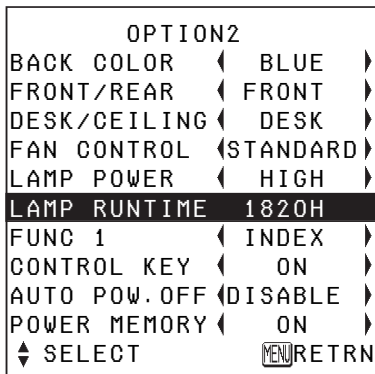 OPTION2
BACK COLOR BLUE
FRONT/REAR FRONT
DESK/CEILING DESK
FAN CONTROL STANDARD
LAMP POWER HIGH
LAMP RUNTIME 1820H
FUNC 1 INDEX
CONTROL KEY ON
AUTO POW.OFF DISABLE
POWER MEMORY ON
SELECT MENU RETRN